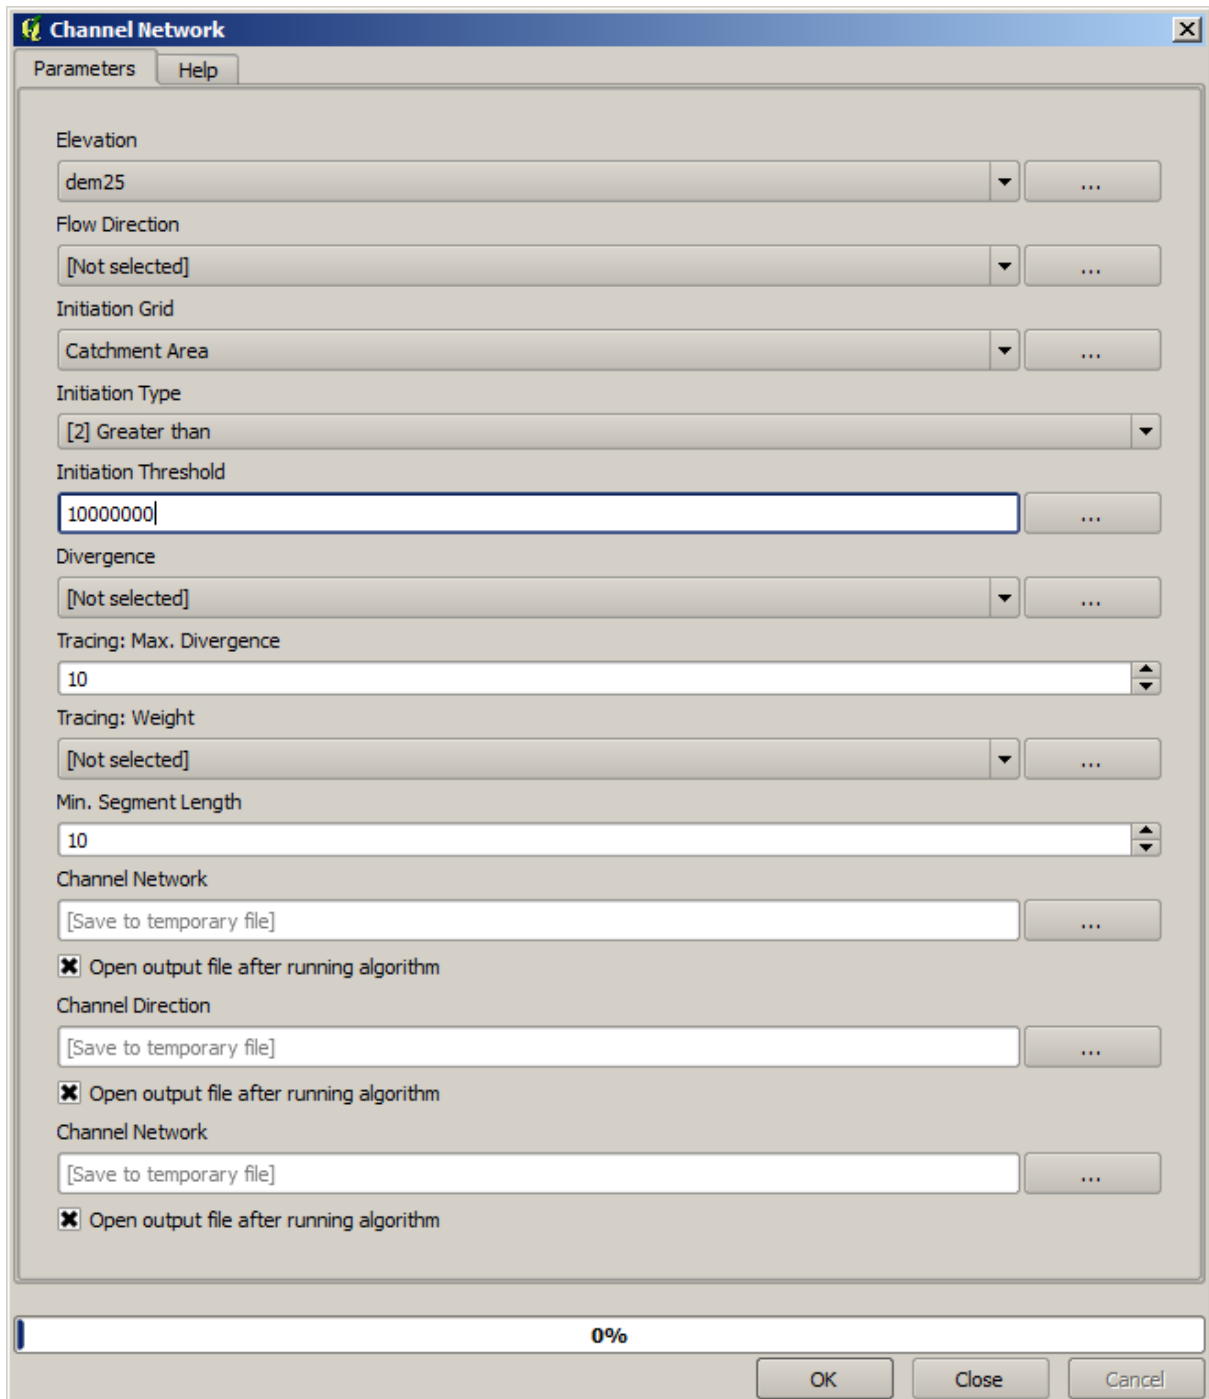 Channel Network
Parameters
Help
Elevation
dem25
...
Flow Direction
[Not selected]
...
Initiation Grid
Catchment Area
...
Initiation Type
[2] Greater than
Initiation Threshold
10000000
...
Divergence
[Not selected]
...
Tracing: Max. Divergence
10
Tracing: Weight
[Not selected]
...
Min. Segment Length
10
Channel Network
[Save to temporary file]
...
Open output file after running algorithm
Channel Direction
[Save to temporary file]
...
Open output file after running algorithm
Channel Network
[Save to temporary file]
...
Open output file after running algorithm
0%
OK
Close
Cancel